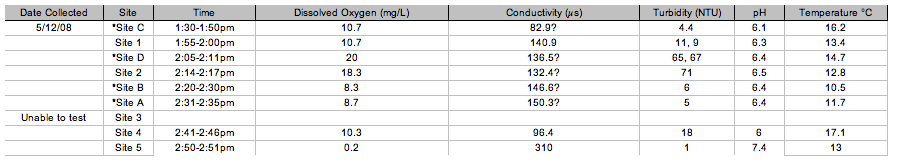 Date Collected Site Time Dissolved Oxygen (mg/L) Conductivity (µs) Turbidity (NTU) pH Temperature °C
5/12/08 *Site C 1:30-1:50pm 10.7 82.9? 4.4 6.1 16.2
Site 1 1:55-2:00pm 10.7 140.9 11, 9 6.3 13.4
*Site D 2:05-2:11pm 20 136.5? 65, 67 6.4 14.7
Site 2 2:14-2:17pm 18.3 132.4? 71 6.5 12.8
*Site B 2:20-2:30pm 8.3 146.6? 6 6.4 10.5
*Site A 2:31-2:35pm 8.7 150.3? 5 6.4 11.7
Unable to test Site 3
Site 4 2:41-2:46pm 10.3 96.4 18 6 17.1
Site 5 2:50-2:51pm 0.2 310 1 7.4 13